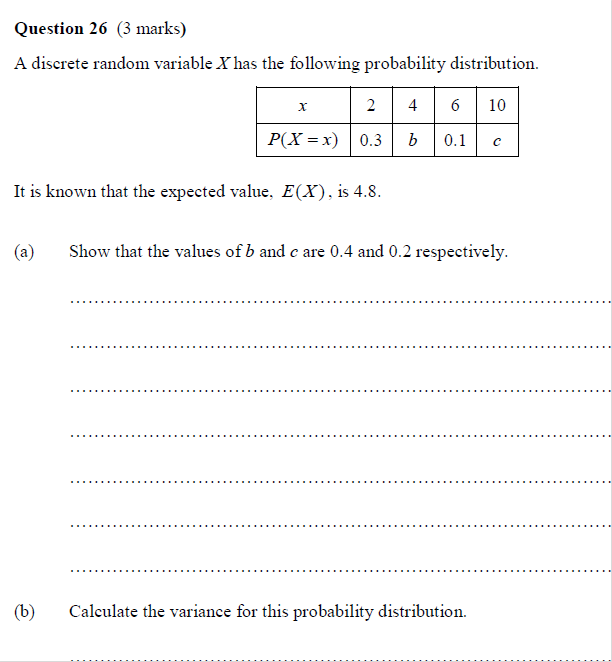 Question 26 (3 marks)
A discrete random variable X has the following probability distribution.
x 2 4 6 10
P(X = x) 0.3 b 0.1 c
It is known that the expected value, E(X), is 4.8.
(a) Show that the values of b and c are 0.4 and 0.2 respectively.
(b) Calculate the variance for this probability distribution.